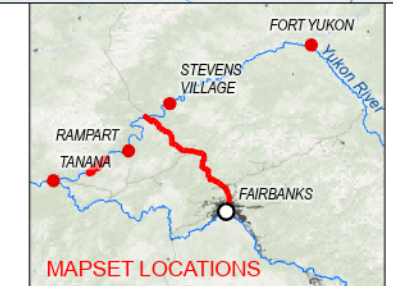 FORT YUKON
Yukon River
STEVENS
VILLAGE
RAMPART
TANANA
FAIRBANKS
MAPSET LOCATIONS